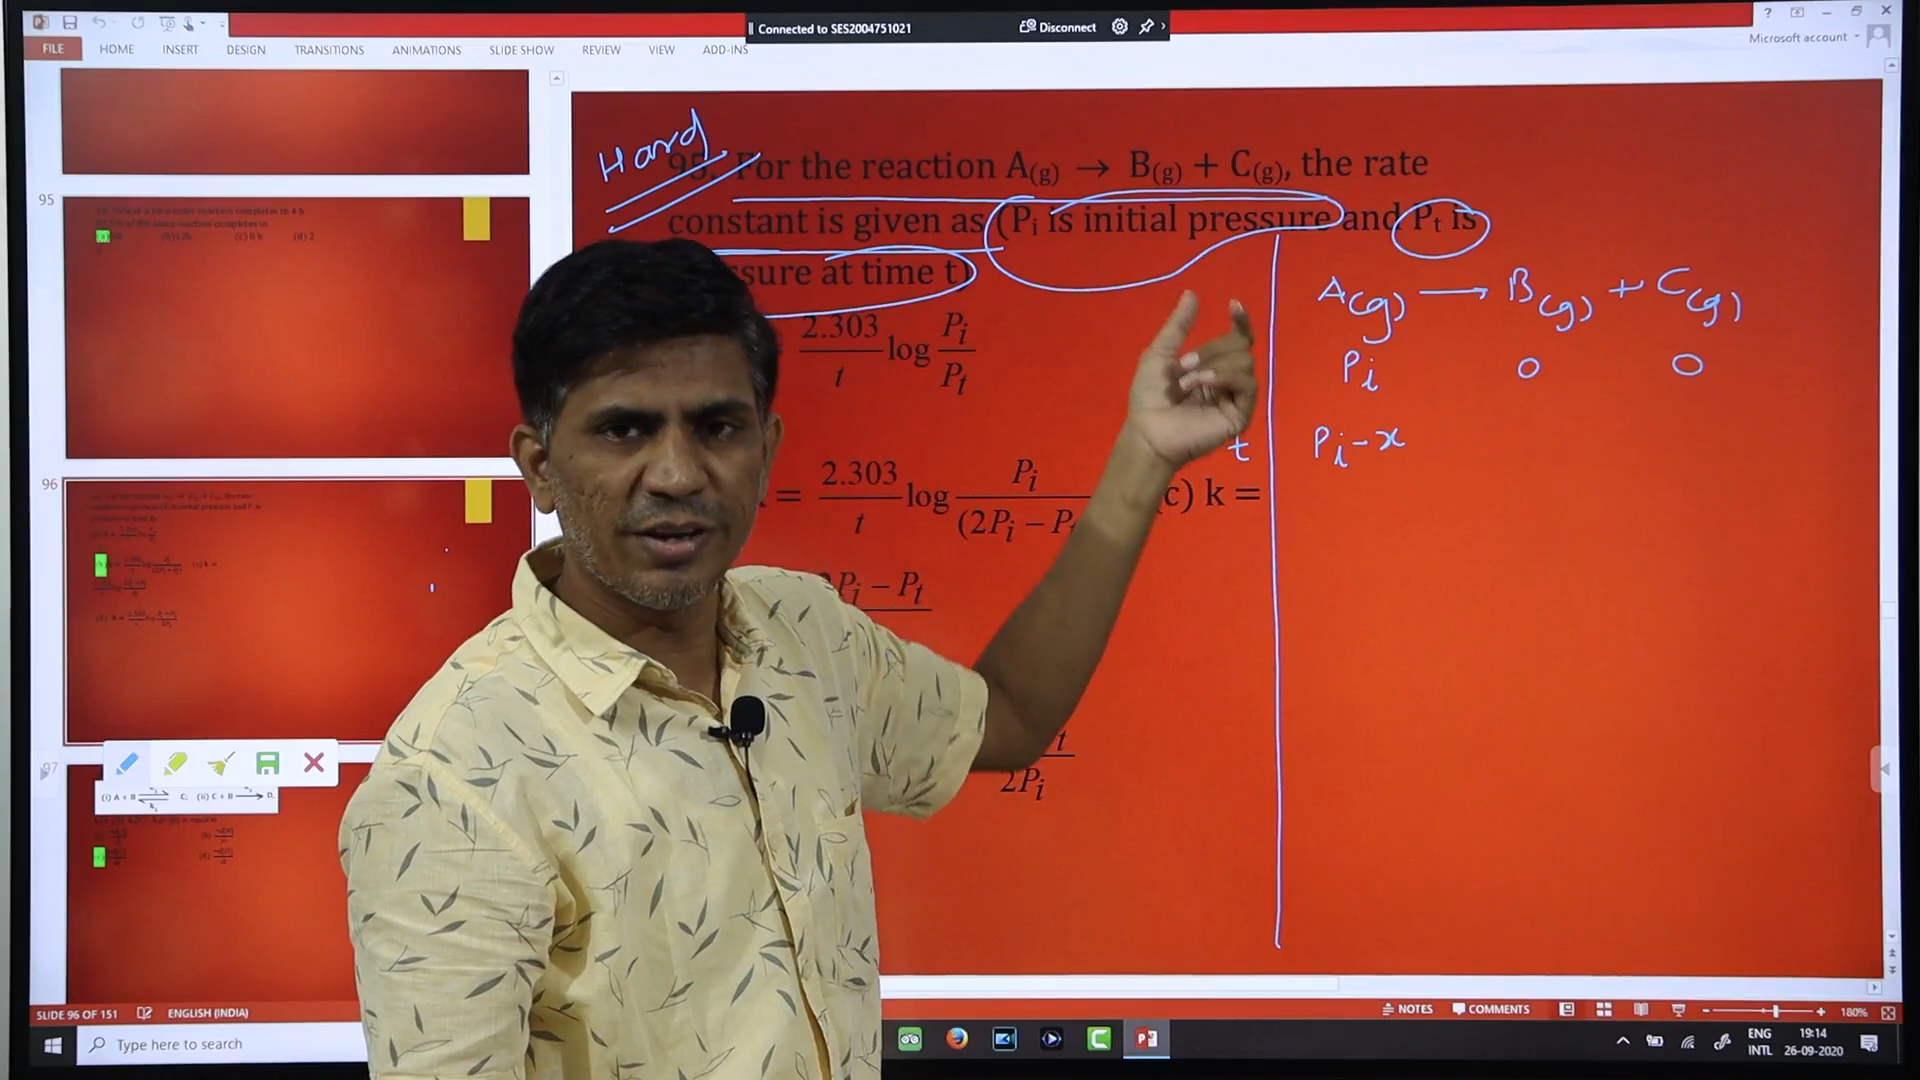 Connected to SES2004751021 Disconnect
Microsoft account
FILE HOME INSERT DESIGN TRANSITIONS ANIMATIONS SLIDE SHOW REVIEW VIEW ADD-INS
Hard
95. For the reaction A(g) → B(g) + C(g), the rate
constant is given as (Pi is initial pressure and Pt is
ssure at time t)
2.303/t log Pi/Pt
= 2.303/t log Pi/(2Pi − P
c) k =
Pi − Pt
t
2Pi
A(g) → B(g) + C(g)
Pi 0 0
t Pi − x
95
(d) 2
96
97
(i) A + B C; (ii) C + B → D,
SLIDE 96 OF 151 ENGLISH (INDIA)
NOTES COMMENTS 180%
Type here to search
ENG 19:14
INTL 26-09-2020